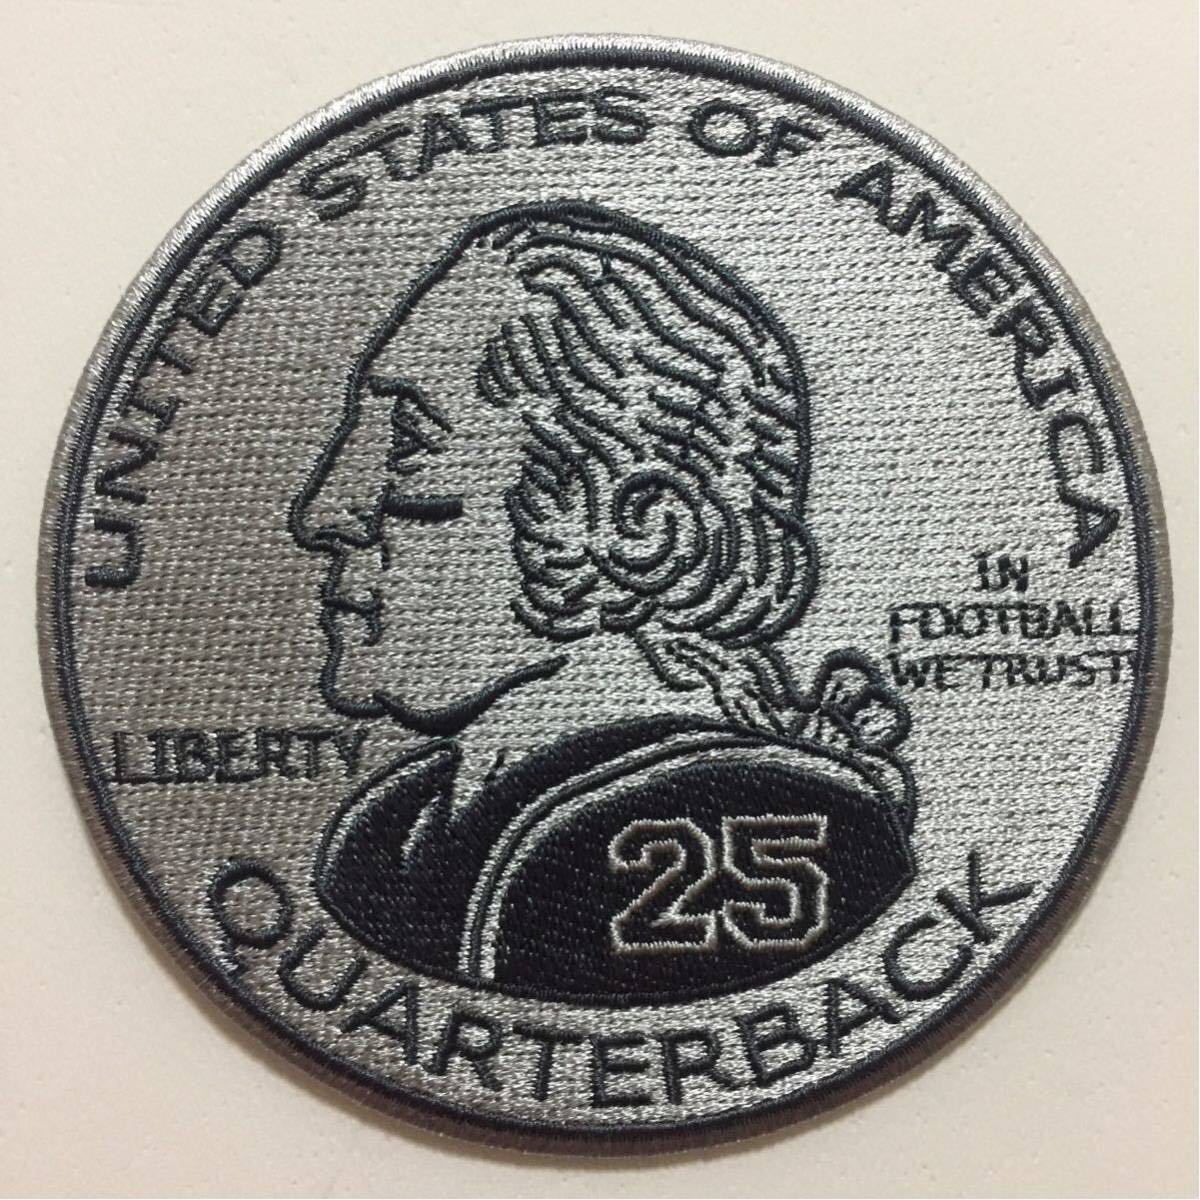 UNITED STATES OF AMERICA
IN
FOOTBALL
WE TRUST
LIBERTY
25
QUARTERBACK